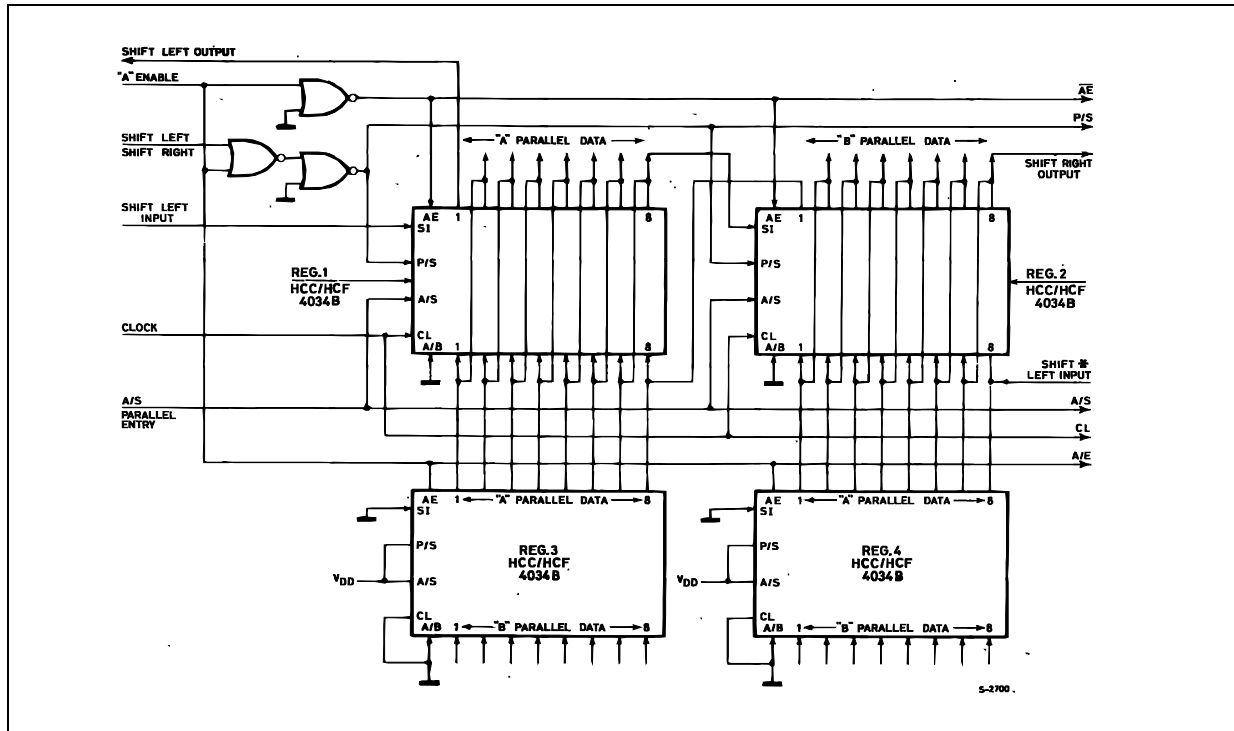 SHIFT LEFT OUTPUT
"A" ENABLE
AE
P/S
SHIFT LEFT
SHIFT RIGHT
"A" PARALLEL DATA
"B" PARALLEL DATA
SHIFT RIGHT
OUTPUT
SHIFT LEFT
INPUT
AE 1 8
SI
P/S
A/S
CL
A/B 1 8
REG.1
HCC/HCF
4034B
AE 1 8
SI
P/S
A/S
CL
A/B 1 8
REG.2
HCC/HCF
4034B
CLOCK
SHIFT *
LEFT INPUT
A/S
PARALLEL
ENTRY
A/S
CL
A/E
AE 1 "A" PARALLEL DATA 8
SI
P/S
REG.3
HCC/HCF
4034B
VDD
A/S
CL
A/B 1 "B" PARALLEL DATA 8
AE 1 "A" PARALLEL DATA 8
SI
P/S
REG.4
HCC/HCF
4034B
VDD
A/S
CL
A/B 1 "B" PARALLEL DATA 8
S-2700